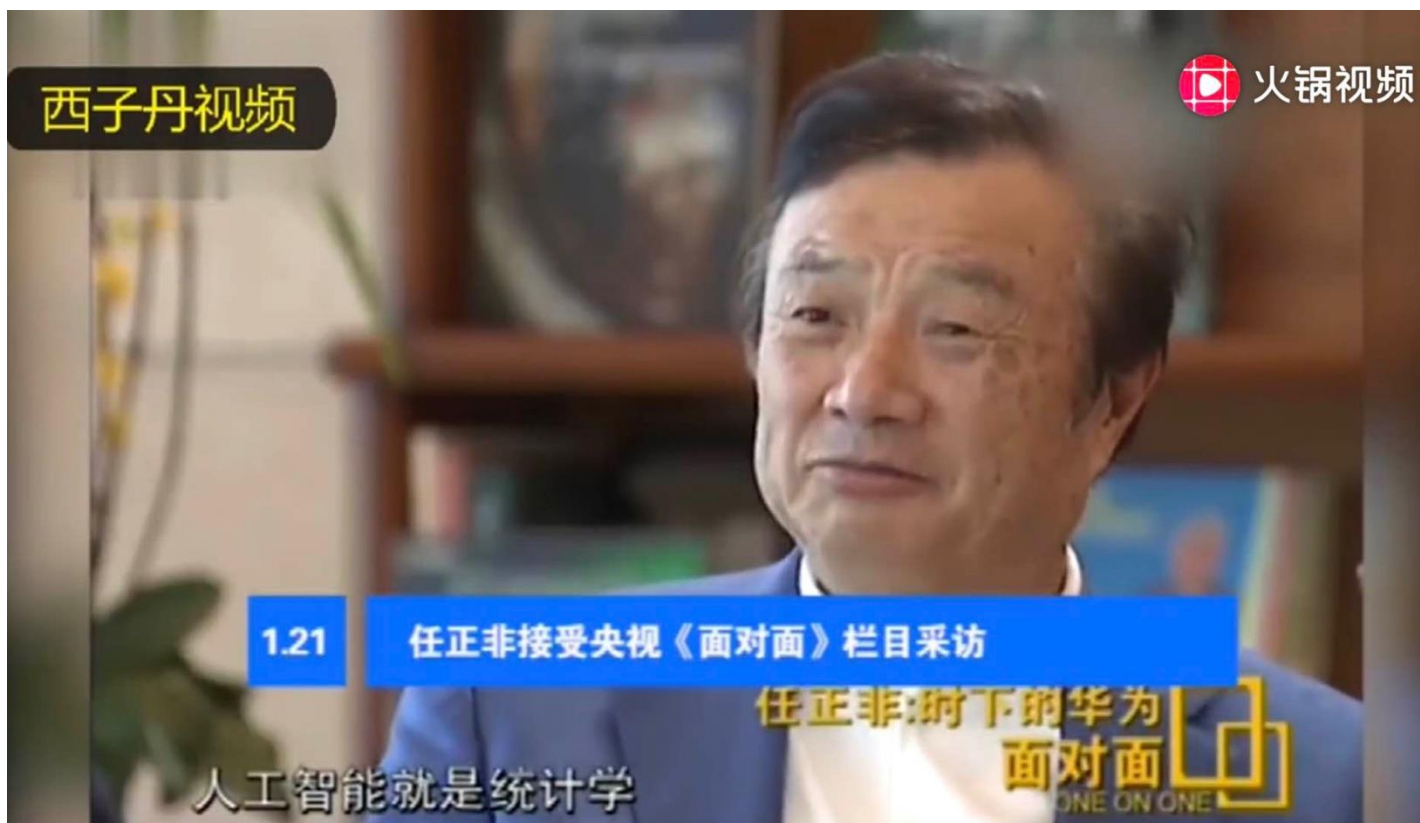 西子丹视频
火锅视频
1.21
任正非接受央视《面对面》栏目采访
任正非:时下的华为
面对面
ONE ON ONE
人工智能就是统计学